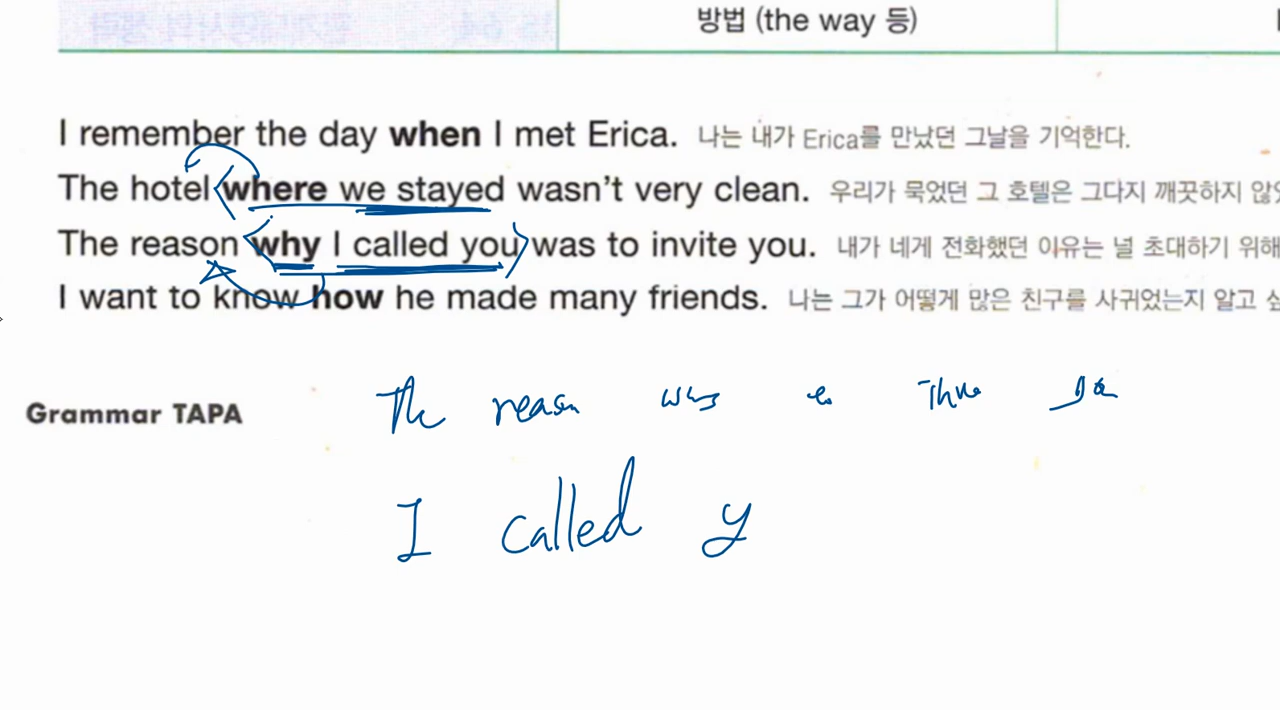 방법 (the way 등)
I remember the day when I met Erica. 나는 내가 Erica를 만났던 그날을 기억한다.
The hotel where we stayed wasn't very clean. 우리가 묵었던 그 호텔은 그다지 깨끗하지 않
The reason why I called you was to invite you. 내가 네게 전화했던 이유는 널 초대하기 위해
I want to know how he made many friends. 나는 그가 어떻게 많은 친구를 사귀었는지 알고
Grammar TAPA
The reason was
I called y